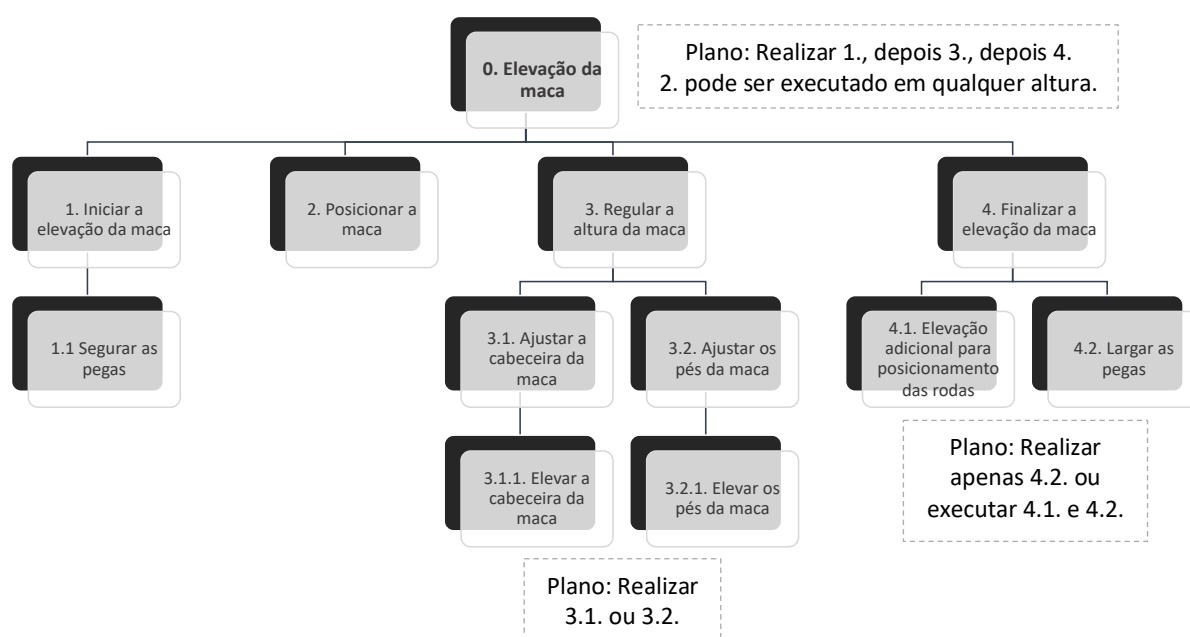 0. Elevação da
maca
Plano: Realizar 1., depois 3., depois 4.
2. pode ser executado em qualquer altura.
1. Iniciar a
elevação da maca
2. Posicionar a
maca
3. Regular a
altura da maca
4. Finalizar a
elevação da maca
1.1 Segurar as
pegas
3.1. Ajustar a
cabeceira da
maca
3.2. Ajustar os
pés da maca
4.1. Elevação
adicional para
posicionamento
das rodas
4.2. Largar as
pegas
3.1.1. Elevar a
cabeceira da
maca
3.2.1. Elevar os
pés da maca
Plano: Realizar
apenas 4.2. ou
executar 4.1. e 4.2.
Plano: Realizar
3.1. ou 3.2.